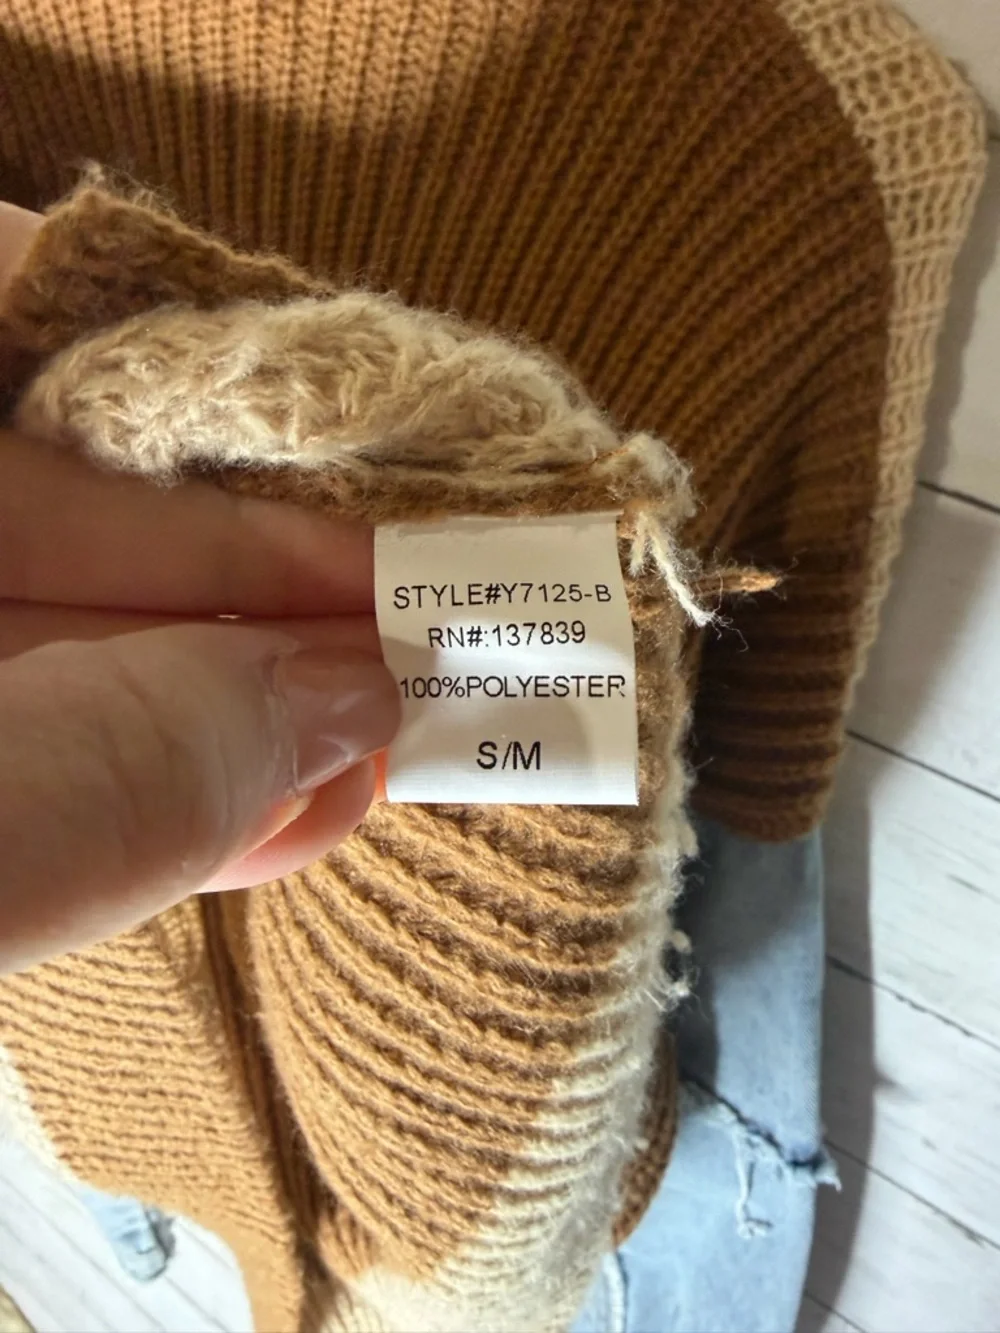 STYLE#Y7125-B
RN#:137839
100%POLYESTER
S/M